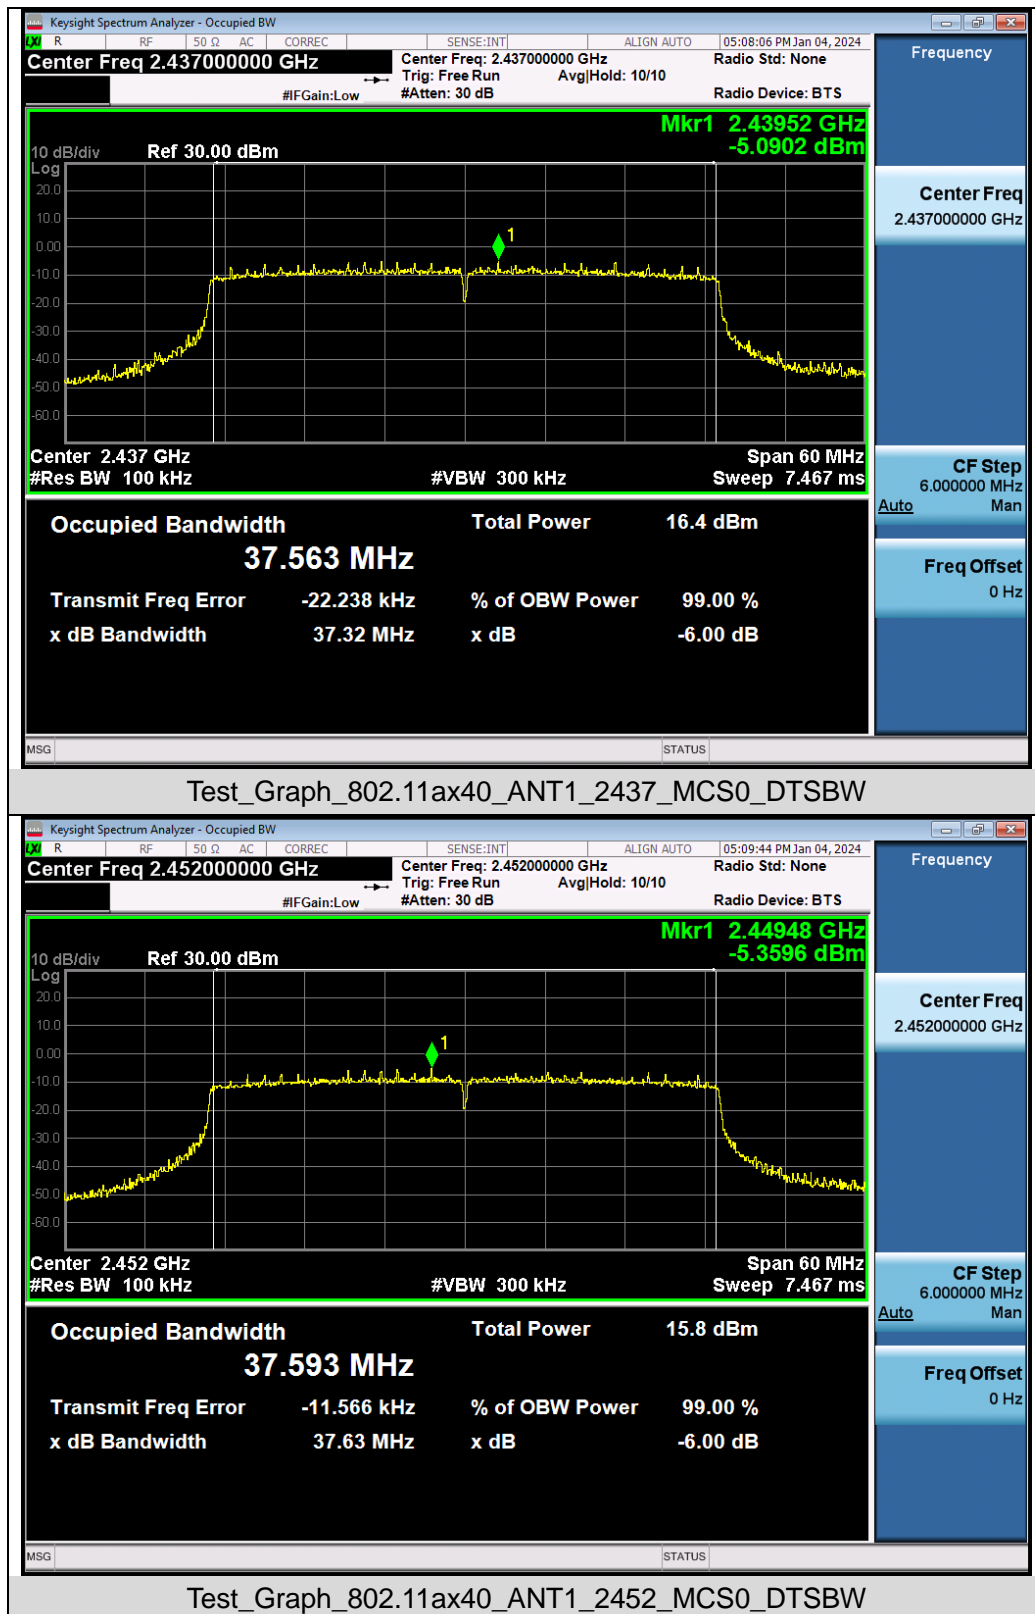 Keysight Spectrum Analyzer - Occupied BW
LXI R RF 50 Ω AC CORREC SENSE:INT ALIGN AUTO 05:08:06 PM Jan 04, 2024
Center Freq 2.437000000 GHz Center Freq: 2.437000000 GHz Radio Std: None
Trig: Free Run Avg|Hold: 10/10
#IFGain:Low #Atten: 30 dB Radio Device: BTS
Frequency
Mkr1 2.43952 GHz
10 dB/div Ref 30.00 dBm -5.0902 dBm
Log
20.0
10.0
0.00
-10.0
-20.0
-30.0
-40.0
-50.0
-60.0
1
Center 2.437 GHz Span 60 MHz
#Res BW 100 kHz #VBW 300 kHz Sweep 7.467 ms
Center Freq
2.437000000 GHz
CF Step
6.000000 MHz
Auto Man
Freq Offset
0 Hz
Occupied Bandwidth Total Power 16.4 dBm
37.563 MHz
Transmit Freq Error -22.238 kHz % of OBW Power 99.00 %
x dB Bandwidth 37.32 MHz x dB -6.00 dB
MSG STATUS
Test_Graph_802.11ax40_ANT1_2437_MCS0_DTSBW
Keysight Spectrum Analyzer - Occupied BW
LXI R RF 50 Ω AC CORREC SENSE:INT ALIGN AUTO 05:09:44 PM Jan 04, 2024
Center Freq 2.452000000 GHz Center Freq: 2.452000000 GHz Radio Std: None
Trig: Free Run Avg|Hold: 10/10
#IFGain:Low #Atten: 30 dB Radio Device: BTS
Frequency
Mkr1 2.44948 GHz
10 dB/div Ref 30.00 dBm -5.3596 dBm
Log
20.0
10.0
0.00
-10.0
-20.0
-30.0
-40.0
-50.0
-60.0
1
Center 2.452 GHz Span 60 MHz
#Res BW 100 kHz #VBW 300 kHz Sweep 7.467 ms
Center Freq
2.452000000 GHz
CF Step
6.000000 MHz
Auto Man
Freq Offset
0 Hz
Occupied Bandwidth Total Power 15.8 dBm
37.593 MHz
Transmit Freq Error -11.566 kHz % of OBW Power 99.00 %
x dB Bandwidth 37.63 MHz x dB -6.00 dB
MSG STATUS
Test_Graph_802.11ax40_ANT1_2452_MCS0_DTSBW